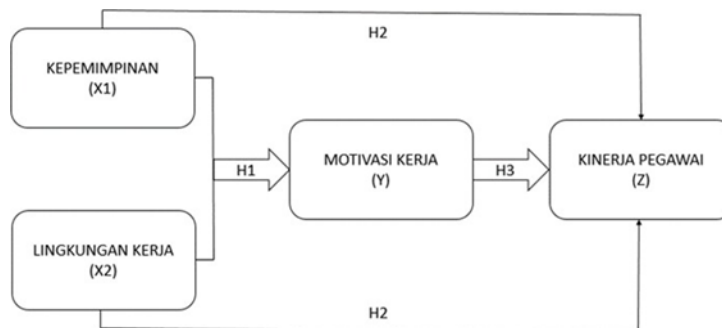 H2
KEPEMIMPINAN
(X1)
H1
MOTIVASI KERJA
(Y)
H3
KINERJA PEGAWAI
(Z)
LINGKUNGAN KERJA
(X2)
H2